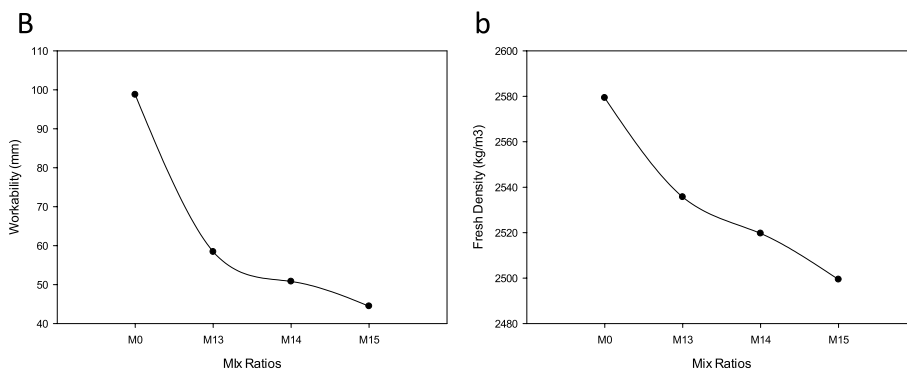 B
110
100
90
80
70
60
50
40
Workability (mm)
M0 M13 M14 M15
MIx Ratios
b
2600
2580
2560
2540
2520
2500
2480
Fresh Density (kg/m3)
M0 M13 M14 M15
Mix Ratios